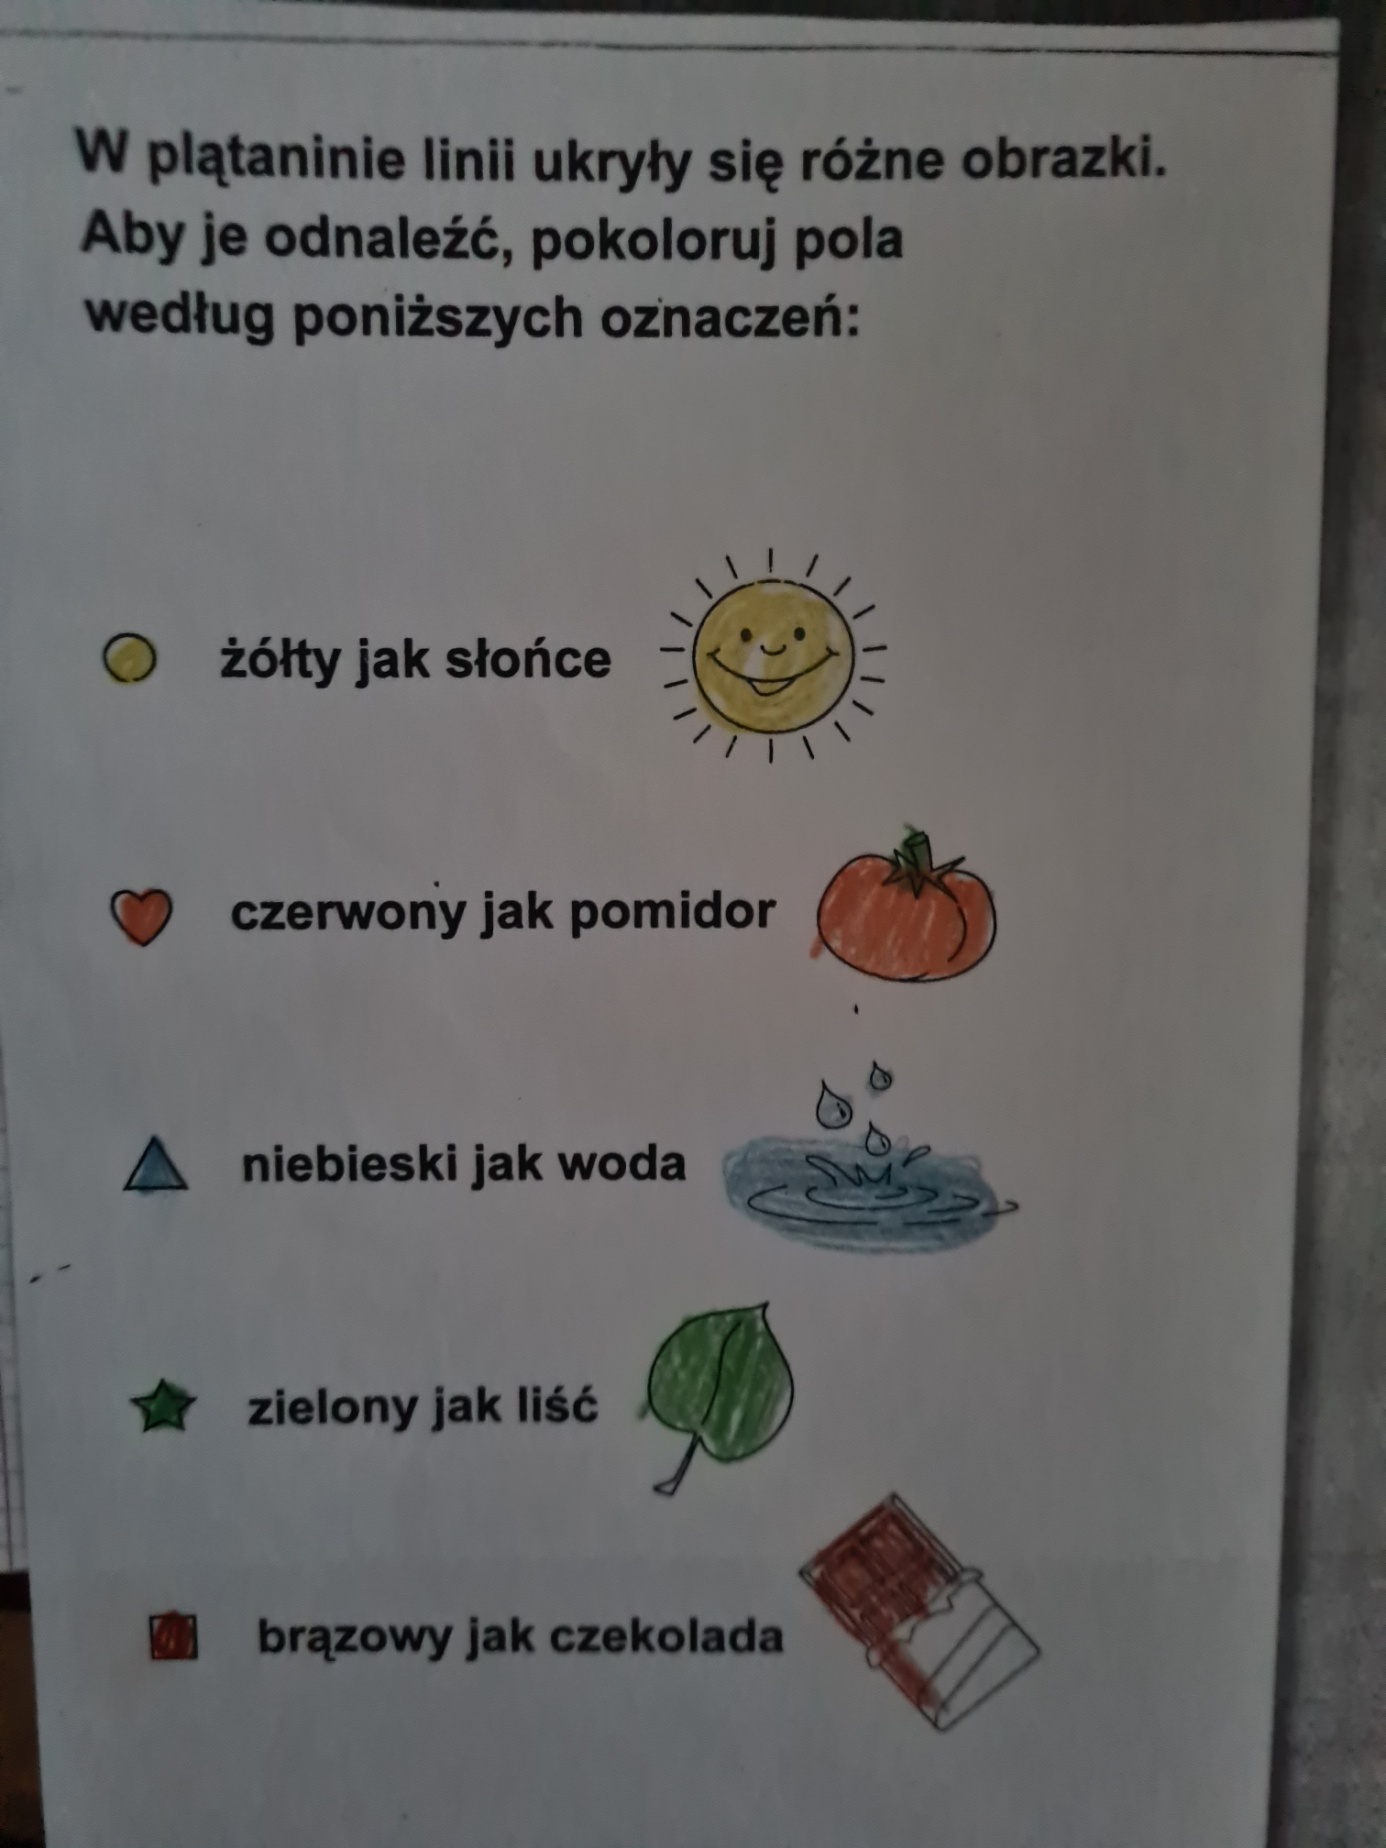 W plątaninie linii ukryły się różne obrazki.
Aby je odnaleźć, pokoloruj pola
według poniższych oznaczeń:
żółty jak słońce
czerwony jak pomidor
niebieski jak woda
zielony jak liść
brązowy jak czekolada